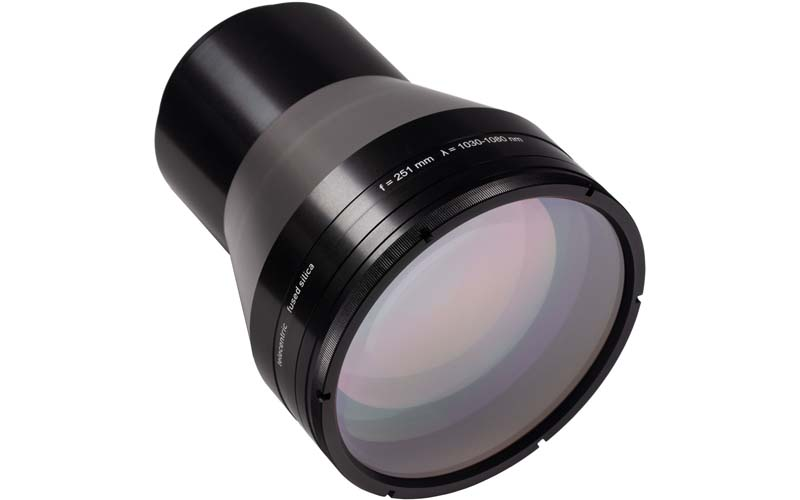 f = 251 mm λ = 1030-1080 nm
telecentric fused silica